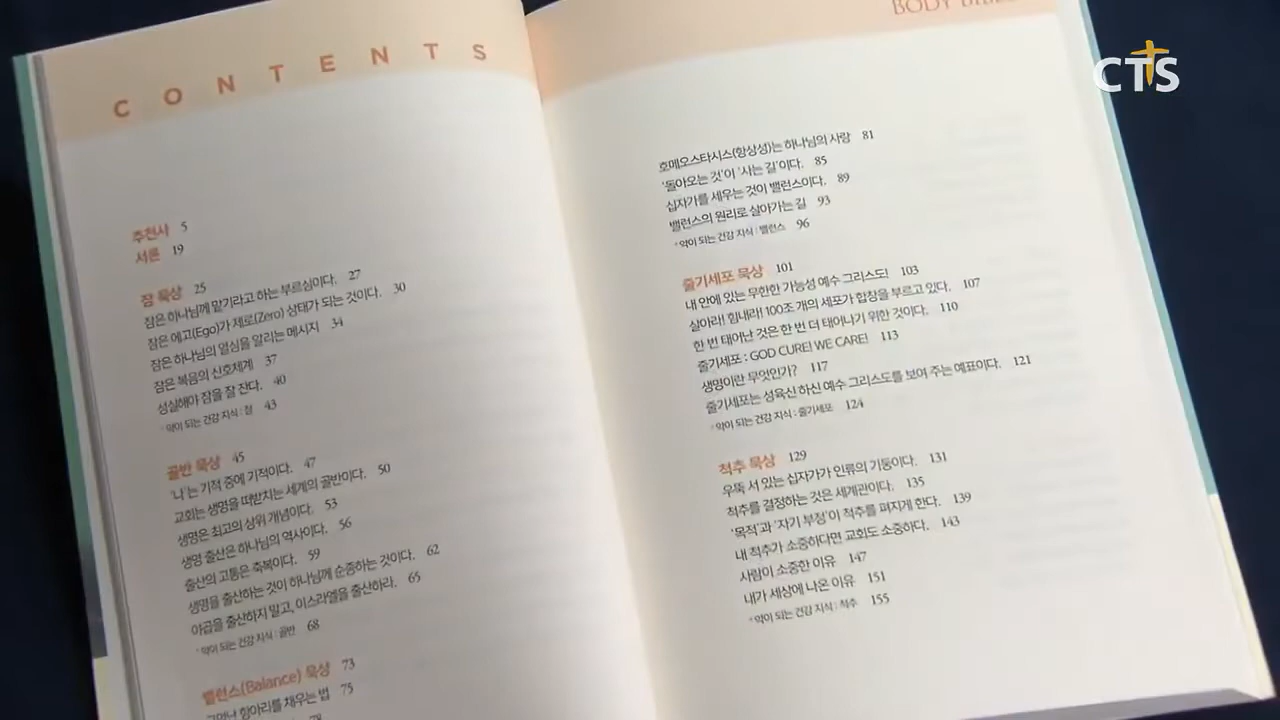 CONTENTS
추천사 5
서론 19
잠 묵상 25
잠은 하나님께 맡기라고 하는 부르심이다. 27
잠은 에고(Ego)가 제로(Zero) 상태가 되는 것이다. 30
잠은 하나님의 열심을 알리는 메시지 34
잠은 복음의 신호체계 37
성실해야 잠을 잘 잔다. 40
* 약이 되는 건강 지식 : 잠 43
골반 묵상 45
'나'는 기적 중에 기적이다. 47
교회는 생명을 떠받치는 세계의 골반이다. 50
생명은 최고의 상위 개념이다. 53
생명 출산은 하나님의 역사이다. 56
출산의 고통은 축복이다. 59
생명을 출산하는 것이 하나님께 순종하는 것이다. 62
야곱을 출산하지 말고, 이스라엘을 출산하라. 65
* 약이 되는 건강 지식 : 골반 68
밸런스(Balance) 묵상 73
항아리를 채우는 법 75
78
BODY
호메오스타시스(항상성)는 하나님의 사랑 81
'돌아오는 것'이 '사는 길'이다. 85
십자가를 세우는 것이 밸런스이다. 89
밸런스의 원리로 살아가는 길 93
* 약이 되는 건강 지식 : 밸런스 96
줄기세포 묵상 101
내 안에 있는 무한한 가능성 예수 그리스도! 103
살아라! 힘내라! 100조 개의 세포가 합창을 부르고 있다. 107
한 번 태어난 것은 한 번 더 태어나기 위한 것이다. 110
줄기세포 : GOD CURE! WE CARE! 113
생명이란 무엇인가? 117
줄기세포는 성육신 하신 예수 그리스도를 보여 주는 예표이다. 121
* 약이 되는 건강 지식 : 줄기세포 124
척추 묵상 129
우뚝 서 있는 십자가가 인류의 기둥이다. 131
척추를 결정하는 것은 세계관이다. 135
'목적'과 '자기 부정'이 척추를 펴지게 한다. 139
내 척추가 소중하다면 교회도 소중하다. 143
사람이 소중한 이유 147
내가 세상에 나온 이유 151
* 약이 되는 건강 지식 : 척추 155
CTS